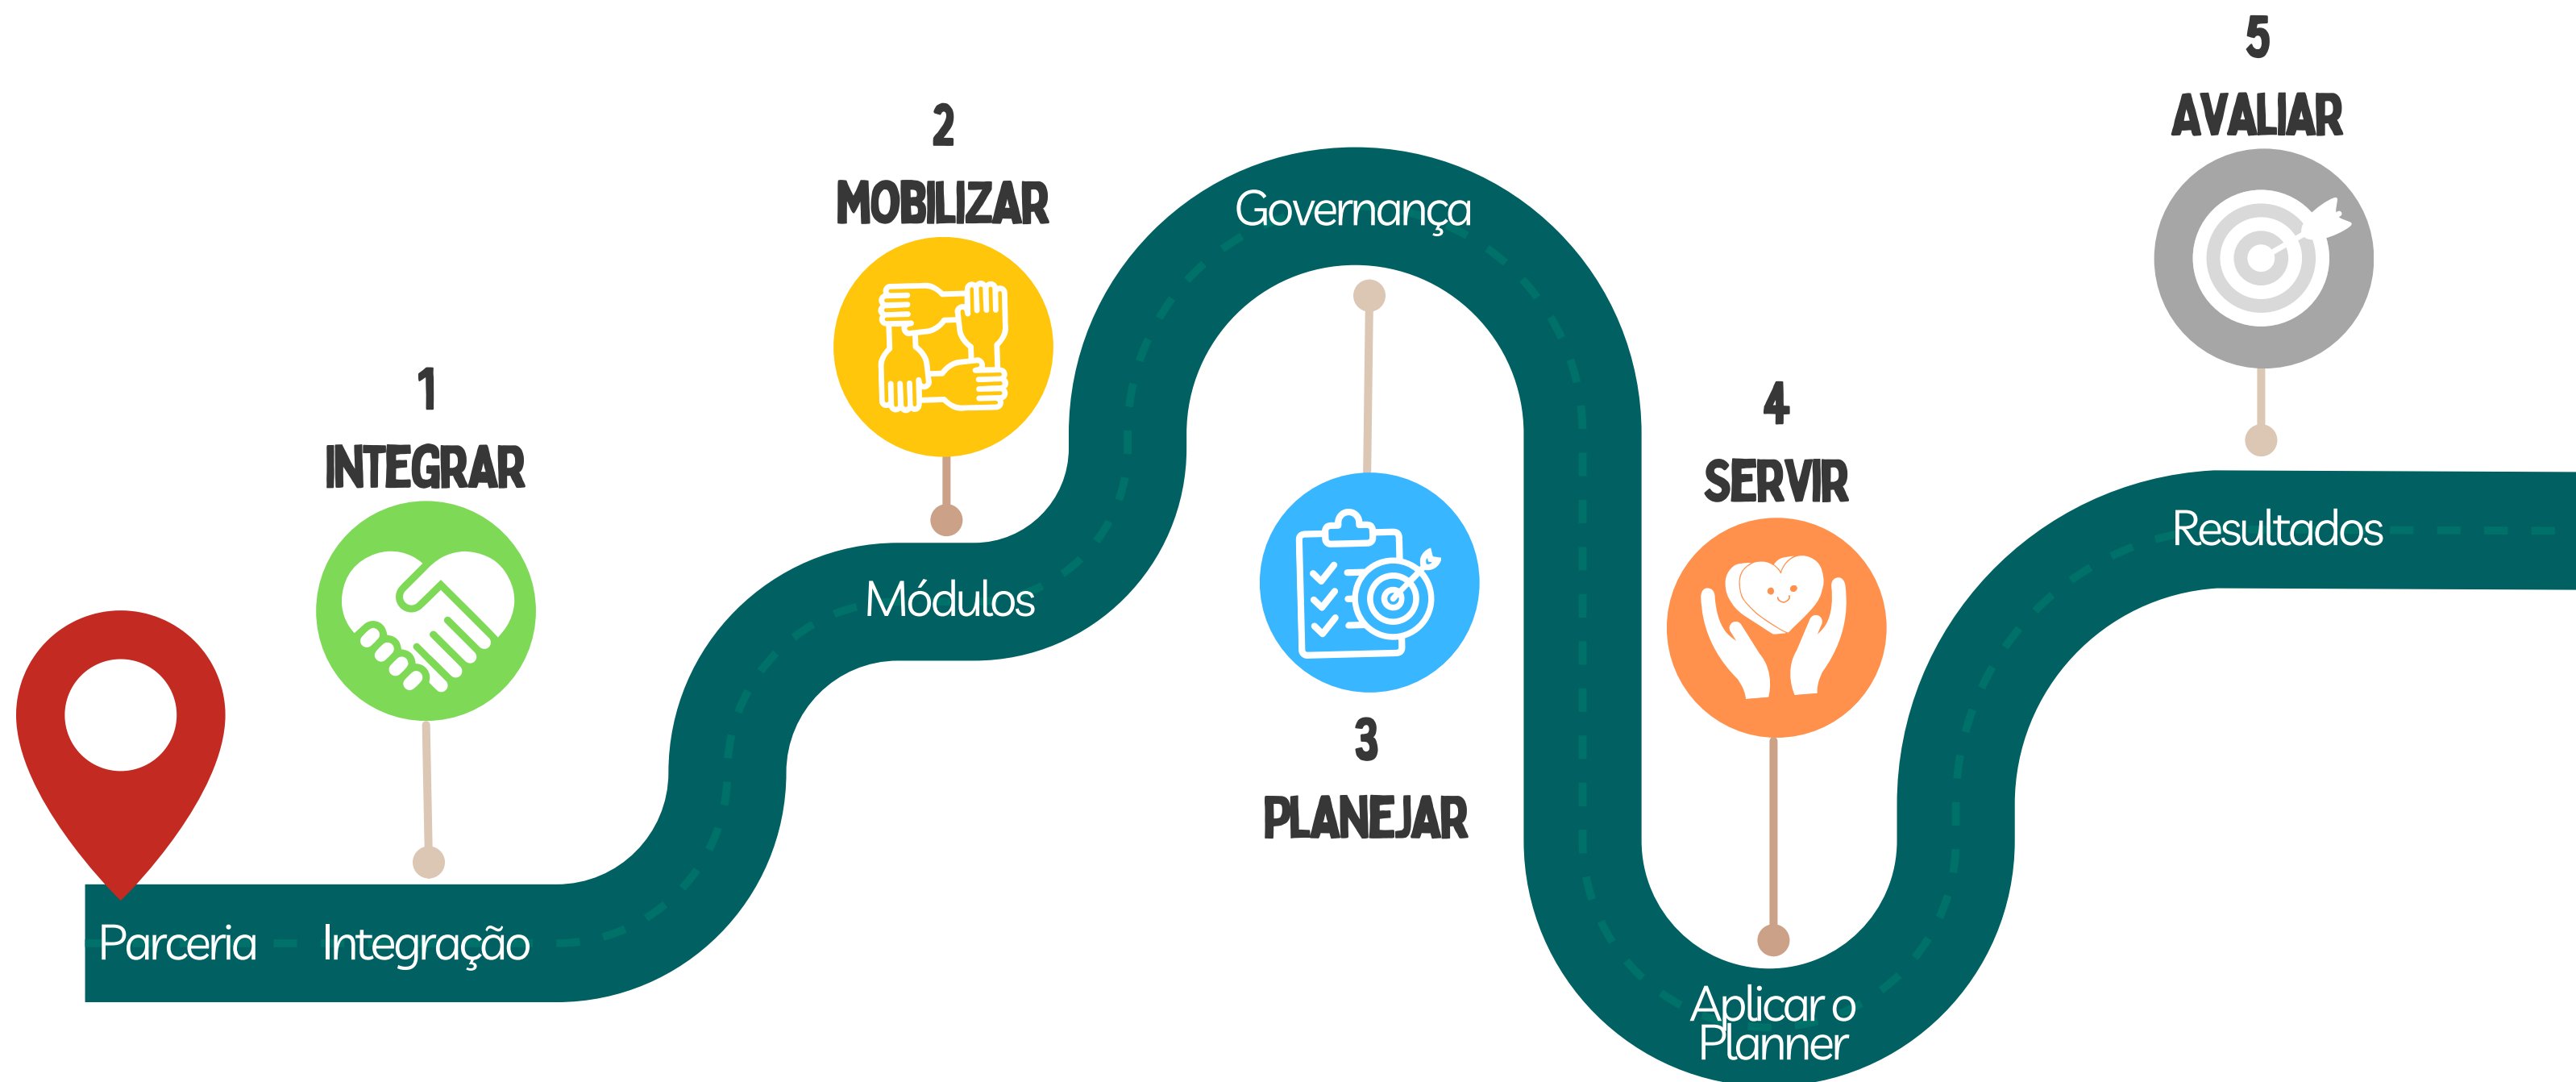 5
AVALIAR
2
MOBILIZAR
Governança
1
INTEGRAR
4
SERVIR
Resultados
Módulos
3
PLANEJAR
Parceria
Integração
Aplicar o
Planner